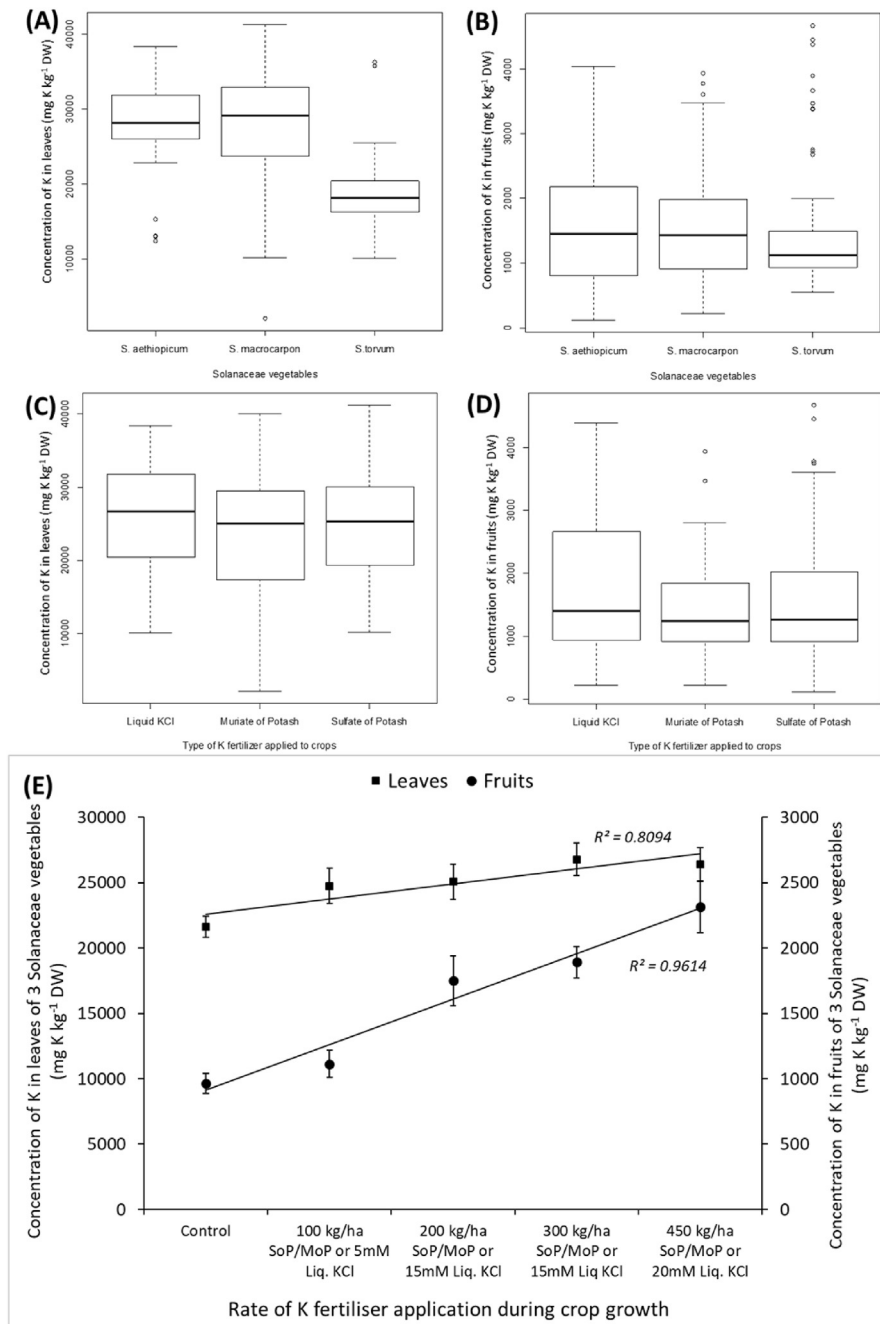 (A)
Concentration of K in leaves (mg K kg⁻¹ DW)
40000
30000
20000
10000
S. aethiopicum S. macrocarpon S.torvum
Solanaceae vegetables
(B)
Concentration of K in fruits (mg K kg⁻¹ DW)
4000
3000
2000
1000
0
S. aethiopicum S. macrocarpon S.torvum
Solanaceae vegetables
(C)
Concentration of K in leaves (mg K kg⁻¹ DW)
40000
30000
20000
10000
Liquid KCl Muriate of Potash Sulfate of Potash
Type of K fertilizer applied to crops
(D)
Concentration of K in fruits (mg K kg⁻¹ DW)
4000
3000
2000
1000
0
Liquid KCl Muriate of Potash Sulfate of Potash
Type of K fertilizer applied to crops
(E)
Leaves Fruits
Concentration of K in leaves of 3 Solanaceae vegetables
(mg K kg⁻¹ DW)
30000
25000
20000
15000
10000
5000
0
R² = 0.8094
R² = 0.9614
3000
2500
2000
1500
1000
500
0
Concentration of K in fruits of 3 Solanaceae vegetables
(mg K kg⁻¹ DW)
Control 100 kg/ha 200 kg/ha 300 kg/ha 450 kg/ha
SoP/MoP or 5mM SoP/MoP or SoP/MoP or SoP/MoP or
Liq. KCl 15mM Liq. KCl 15mM Liq KCl 20mM Liq. KCl
Rate of K fertiliser application during crop growth